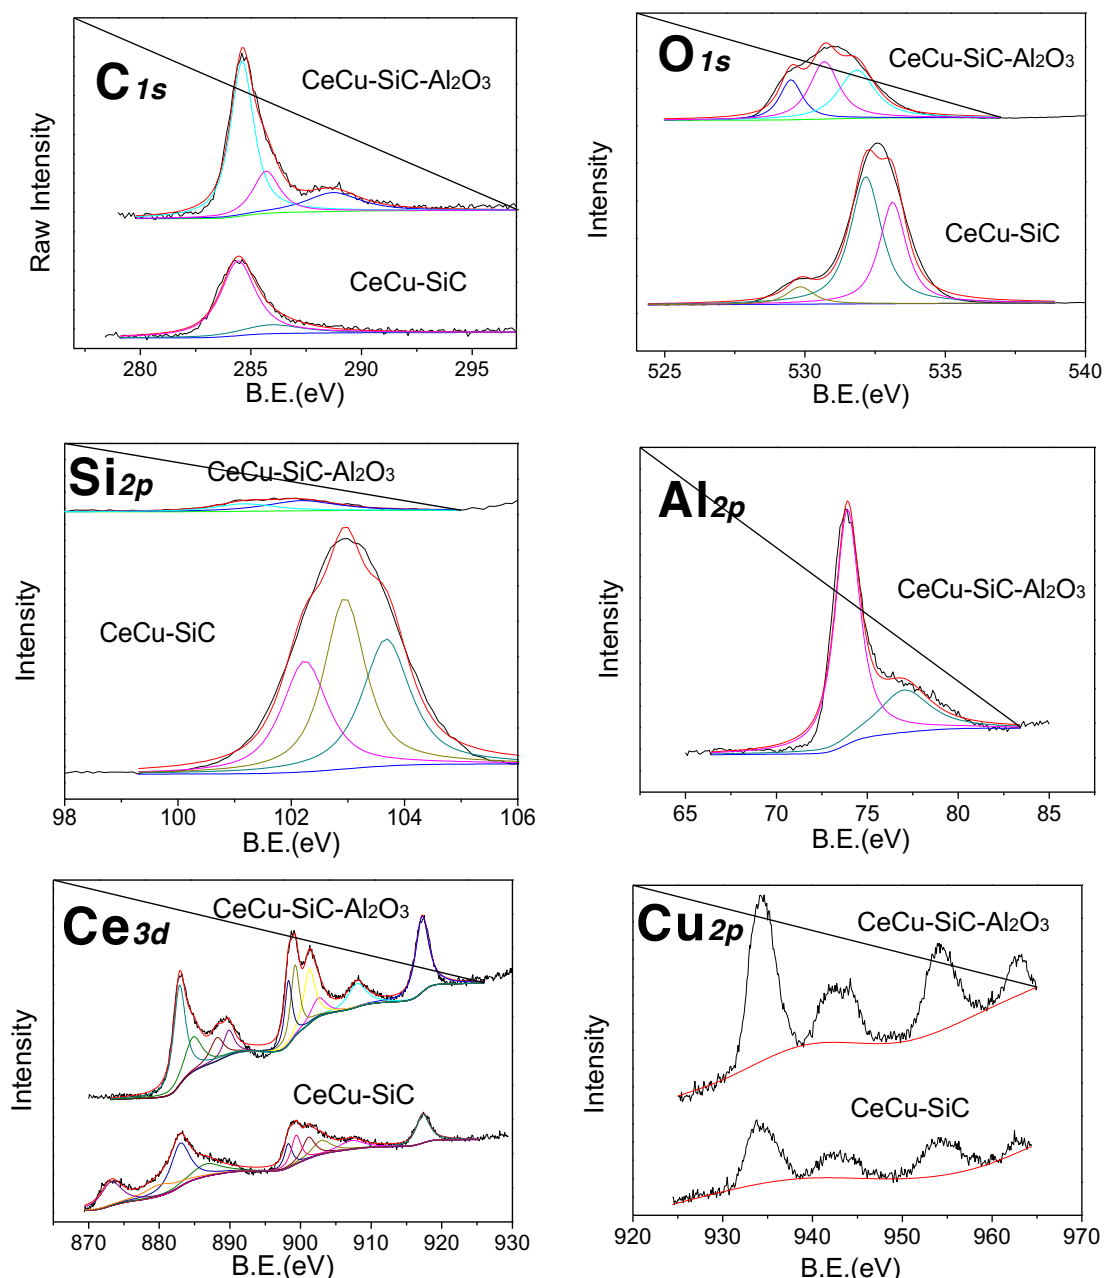 C1s
CeCu-SiC-Al2O3
CeCu-SiC
Raw Intensity
280 285 290 295
B.E.(eV)
O1s
CeCu-SiC-Al2O3
CeCu-SiC
Intensity
525 530 535 540
B.E.(eV)
Si2p
CeCu-SiC-Al2O3
CeCu-SiC
Intensity
98 100 102 104 106
B.E.(eV)
Al2p
CeCu-SiC-Al2O3
Intensity
65 70 75 80 85
B.E.(eV)
Ce3d
CeCu-SiC-Al2O3
CeCu-SiC
Intensity
870 880 890 900 910 920 930
B.E.(eV)
Cu2p
CeCu-SiC-Al2O3
CeCu-SiC
Intensity
920 930 940 950 960 970
B.E.(eV)